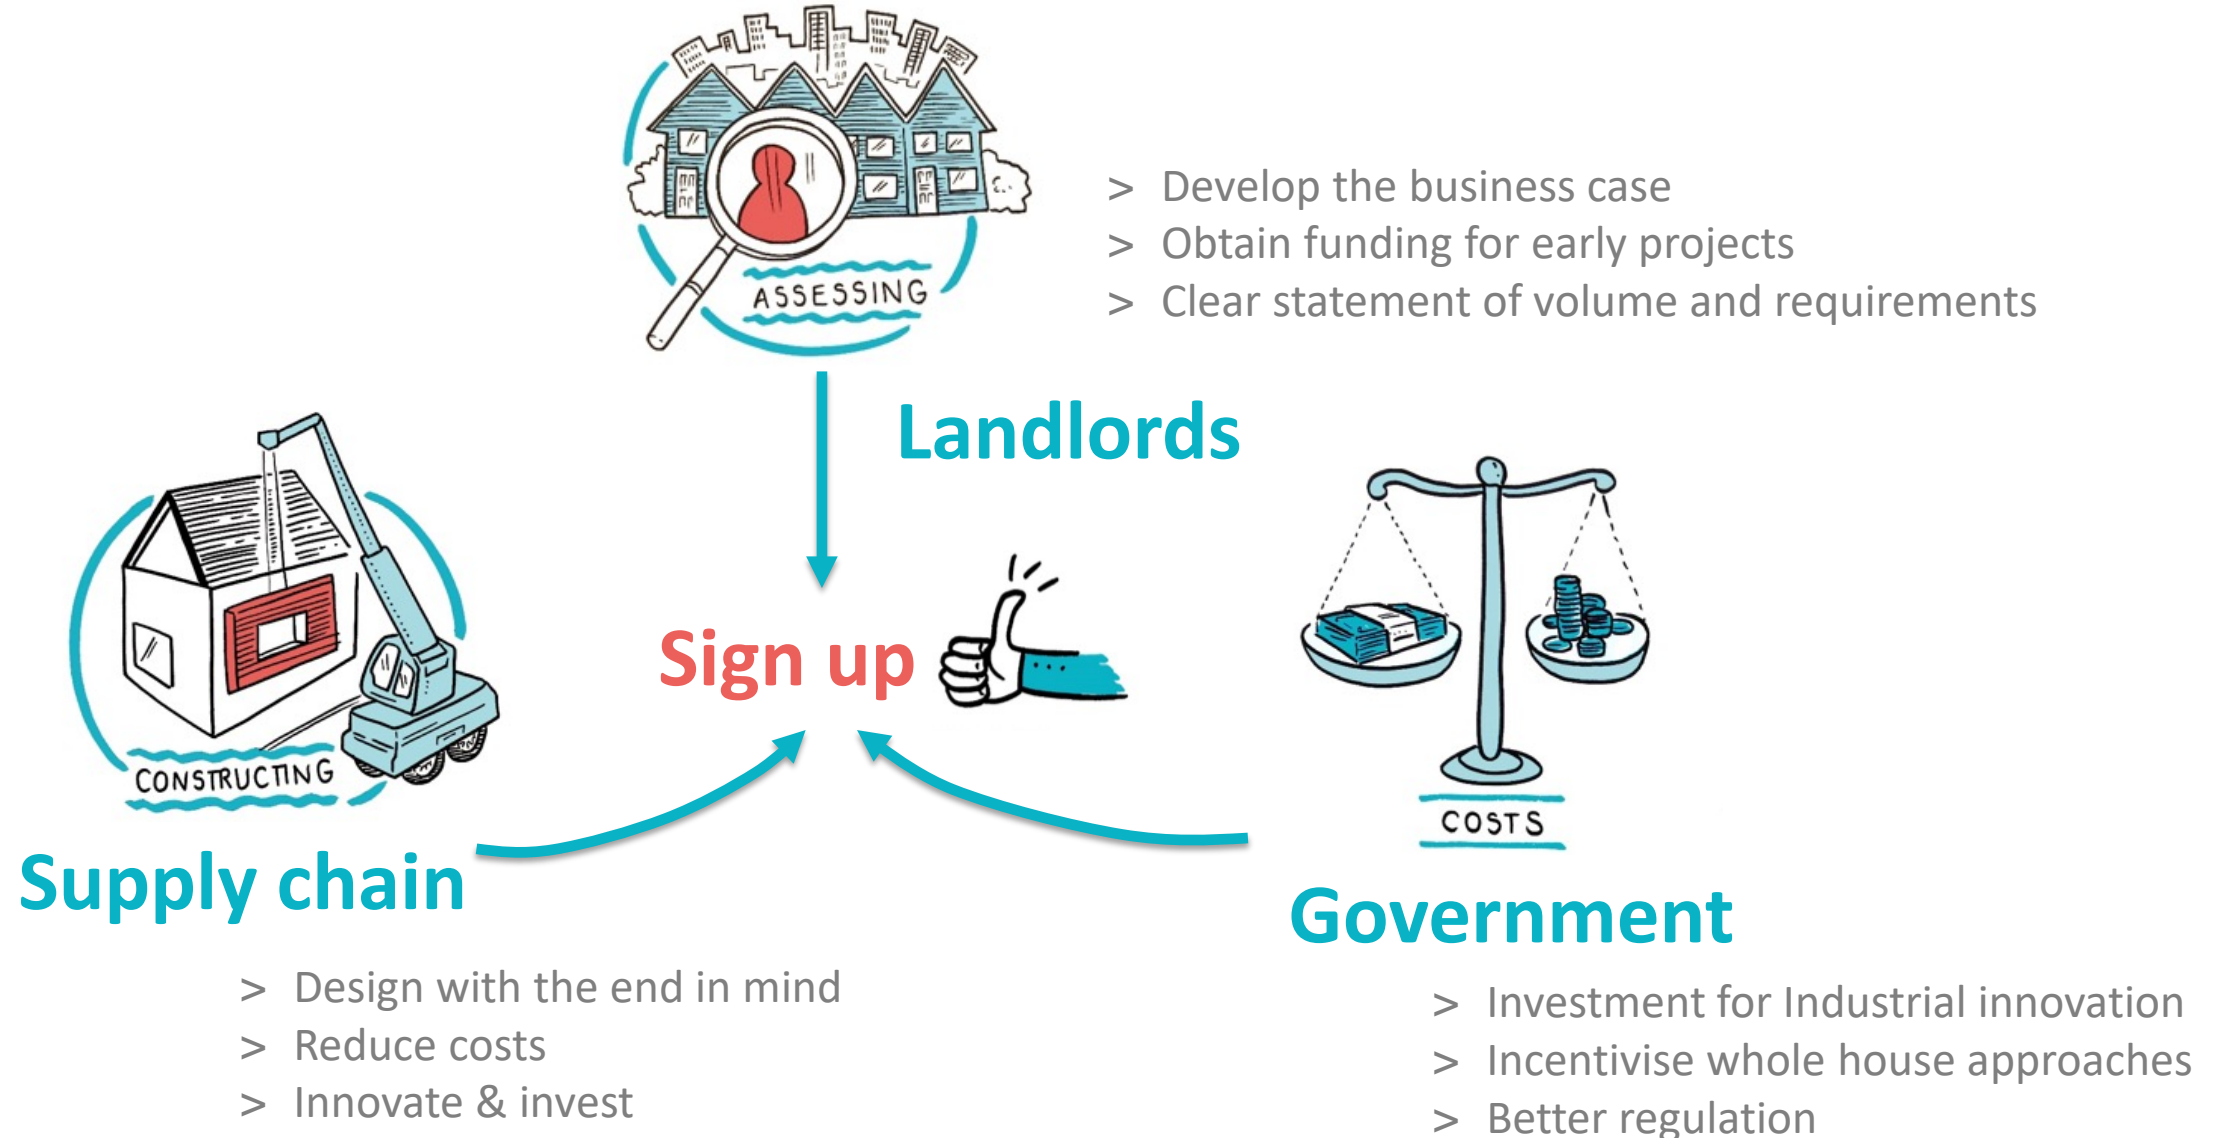 ASSESSING
> Develop the business case
> Obtain funding for early projects
> Clear statement of volume and requirements
Landlords
Sign up
CONSTRUCTING
Supply chain
> Design with the end in mind
> Reduce costs
> Innovate & invest
COSTS
Government
> Investment for Industrial innovation
> Incentivise whole house approaches
> Better regulation